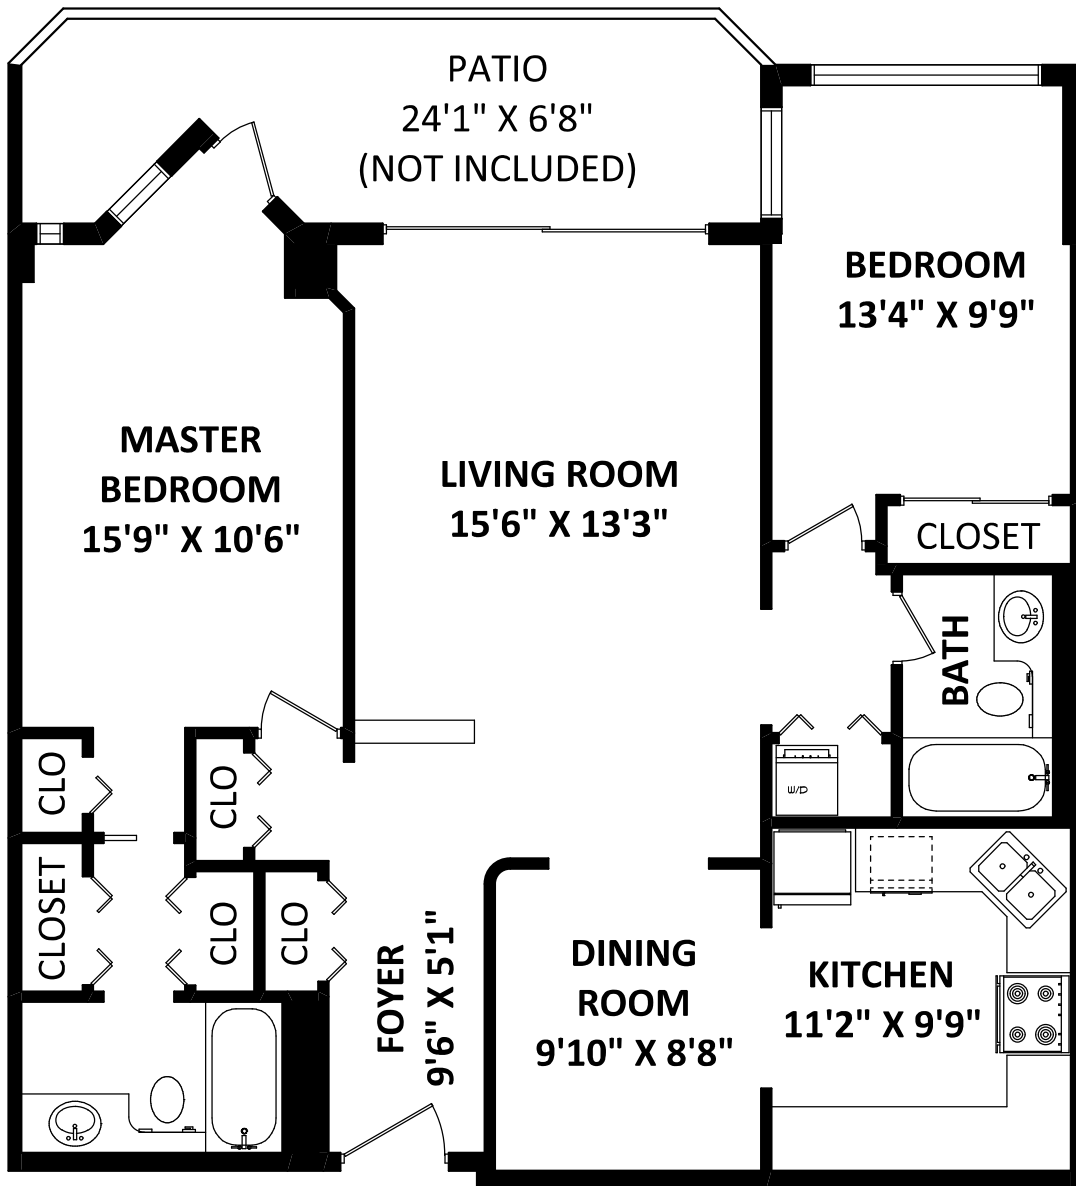 PATIO
24'1" X 6'8"
(NOT INCLUDED)
BEDROOM
13'4" X 9'9"
MASTER
BEDROOM
15'9" X 10'6"
LIVING ROOM
15'6" X 13'3"
CLOSET
BATH
CLO
CLO
W/D
CLOSET
CLO
CLO
FOYER
9'6" X 5'1"
DINING
ROOM
9'10" X 8'8"
KITCHEN
11'2" X 9'9"